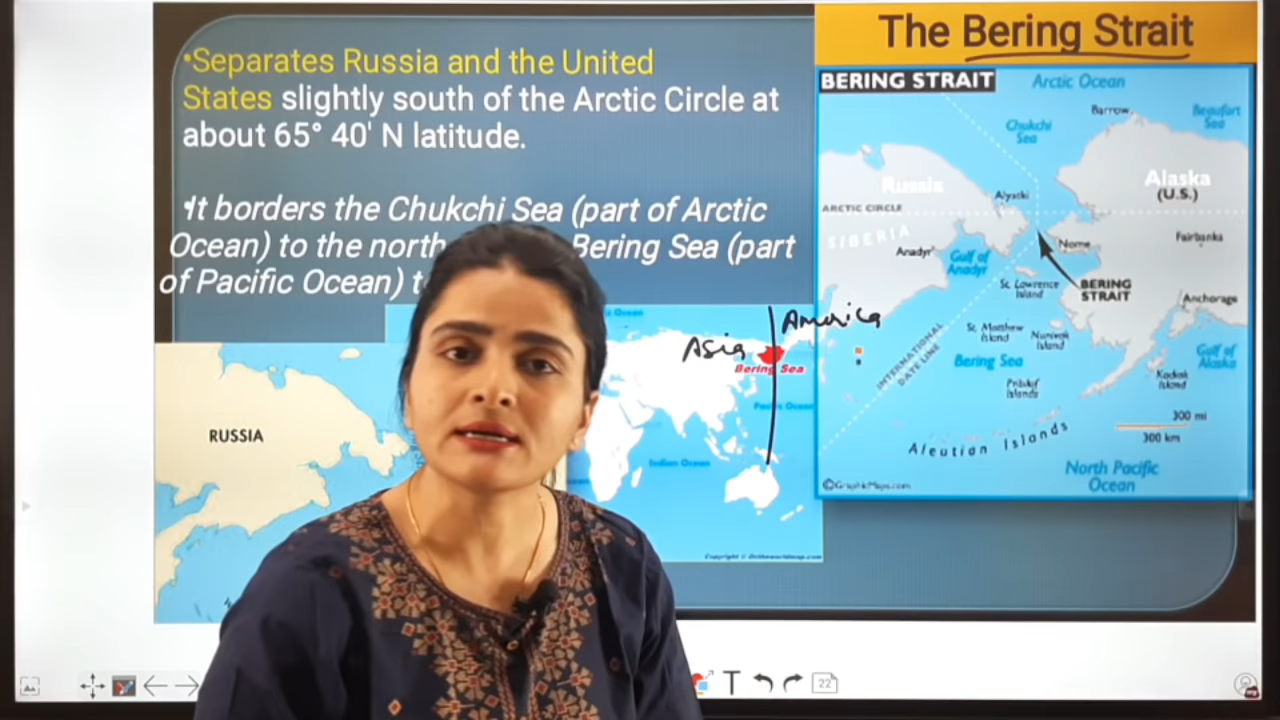 The Bering Strait
•Separates Russia and the United
States slightly south of the Arctic Circle at
about 65° 40' N latitude.
•It borders the Chukchi Sea (part of Arctic
Ocean) to the north
Bering Sea (part
of Pacific Ocean) t
BERING STRAIT
Arctic Ocean
Barrow
Beaufort
Sea
Chukchi
Sea
Russia
Alaska
(U.S.)
ARCTIC CIRCLE
SIBERIA
Anadyr'
Gulf of
Anadyr
Nome
Fairbanks
St. Lawrence
Island
BERING
STRAIT
Anchorage
INTERNATIONAL
DATE LINE
St. Matthew
Island
Nunivak
Island
Bering Sea
Gulf of
Alaska
Pribilof
Islands
Kodiak
Island
Aleutian Islands
300 mi
300 km
North Pacific
Ocean
©GraphicMaps.com
America
Asia
Bering Sea
Ocean
Indian Ocean
RUSSIA
T
22